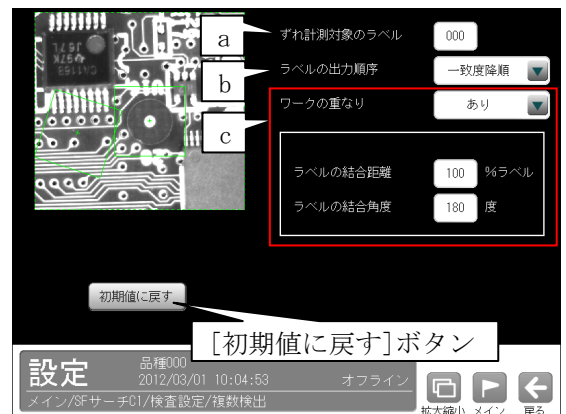 CA1169
J67L
97K
a
ずれ計測対象のラベル
000
b
ラベルの出力順序
一致度降順
c
ワークの重なり
あり
ラベルの結合距離
100
%ラベル
ラベルの結合角度
180
度
初期値に戻す
[初期値に戻す]ボタン
設定
品種000
2012/03/01 10:04:53
オフライン
メイン/SFサーチC1/検査設定/複数検出
拡大縮小
メイン
戻る